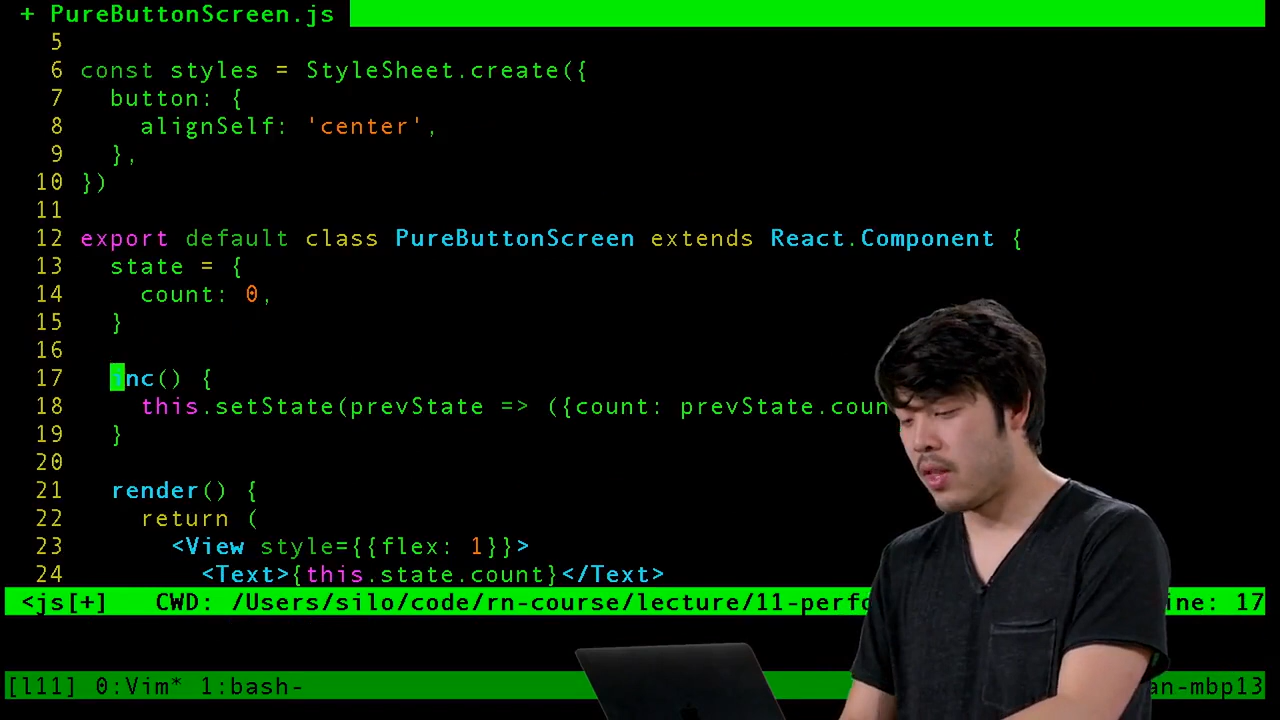 + PureButtonScreen.js
5
6 const styles = StyleSheet.create({
7   button: {
8     alignSelf: 'center',
9   },
10 })
11
12 export default class PureButtonScreen extends React.Component {
13   state = {
14     count: 0,
15   }
16
17   inc() {
18     this.setState(prevState => ({count: prevState.coun
19   }
20
21   render() {
22     return (
23       <View style={{flex: 1}}>
24         <Text>{this.state.count}</Text>
<js[+]   CWD: /Users/silo/code/rn-course/lecture/11-perfo ine: 17
[l11] 0:Vim* 1:bash- an-mbp13